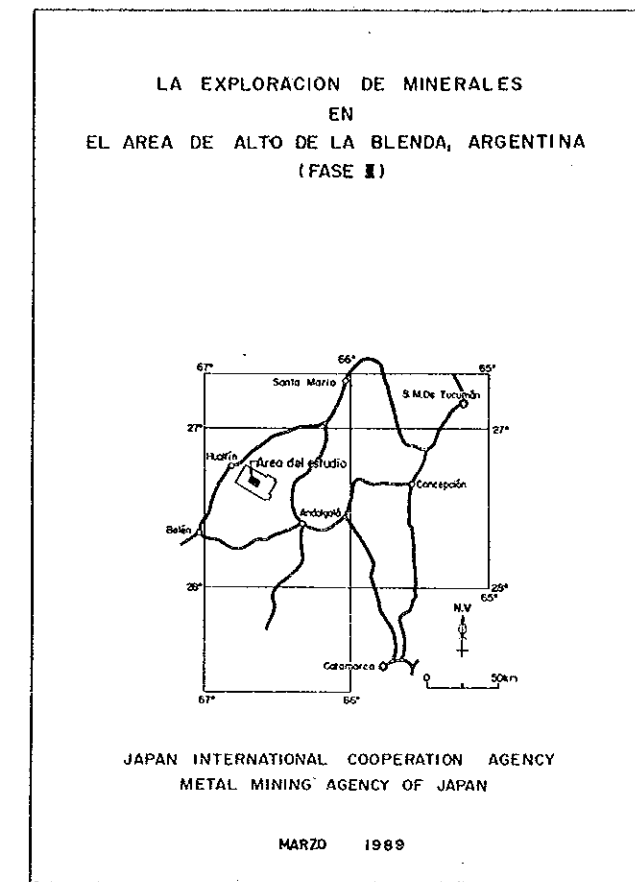 LA EXPLORACION DE MINERALES
EN
EL AREA DE ALTO DE LA BLENDA, ARGENTINA
(FASE II)
67° 66° 65°
Santa Maria
S. M. De Tucumán
27° 27°
Hualfín
Area del estudio
Concepción
Andalgalá
Belén
28°
65°
N.V
Catamarca
0 50km
67° 66°
JAPAN INTERNATIONAL COOPERATION AGENCY
METAL MINING AGENCY OF JAPAN
MARZO 1989